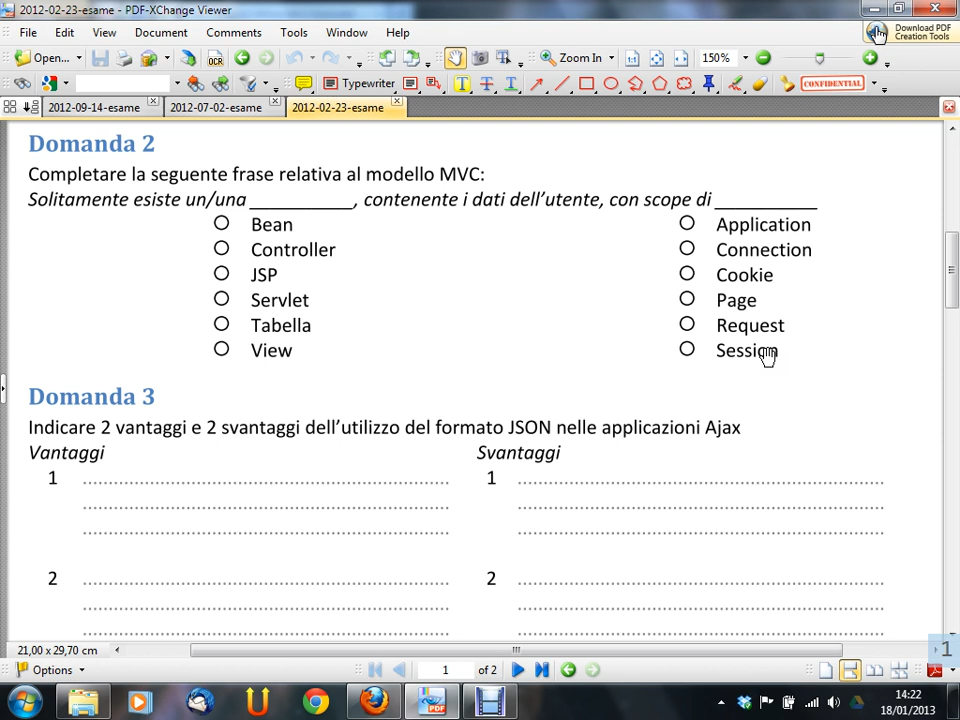 2012-02-23-esame - PDF-XChange Viewer
File Edit View Document Comments Tools Window Help
Download PDF Creation Tools
Open... OCR Zoom In 150%
Typewriter CONFIDENTIAL
2012-09-14-esame 2012-07-02-esame 2012-02-23-esame
Domanda 2
Completare la seguente frase relativa al modello MVC:
Solitamente esiste un/una __________, contenente i dati dell'utente, con scope di __________
Bean Application
Controller Connection
JSP Cookie
Servlet Page
Tabella Request
View Session
Domanda 3
Indicare 2 vantaggi e 2 svantaggi dell'utilizzo del formato JSON nelle applicazioni Ajax
Vantaggi Svantaggi
1 1
2 2
21,00 x 29,70 cm 1
Options 1 of 2
PDF 14:22
18/01/2013